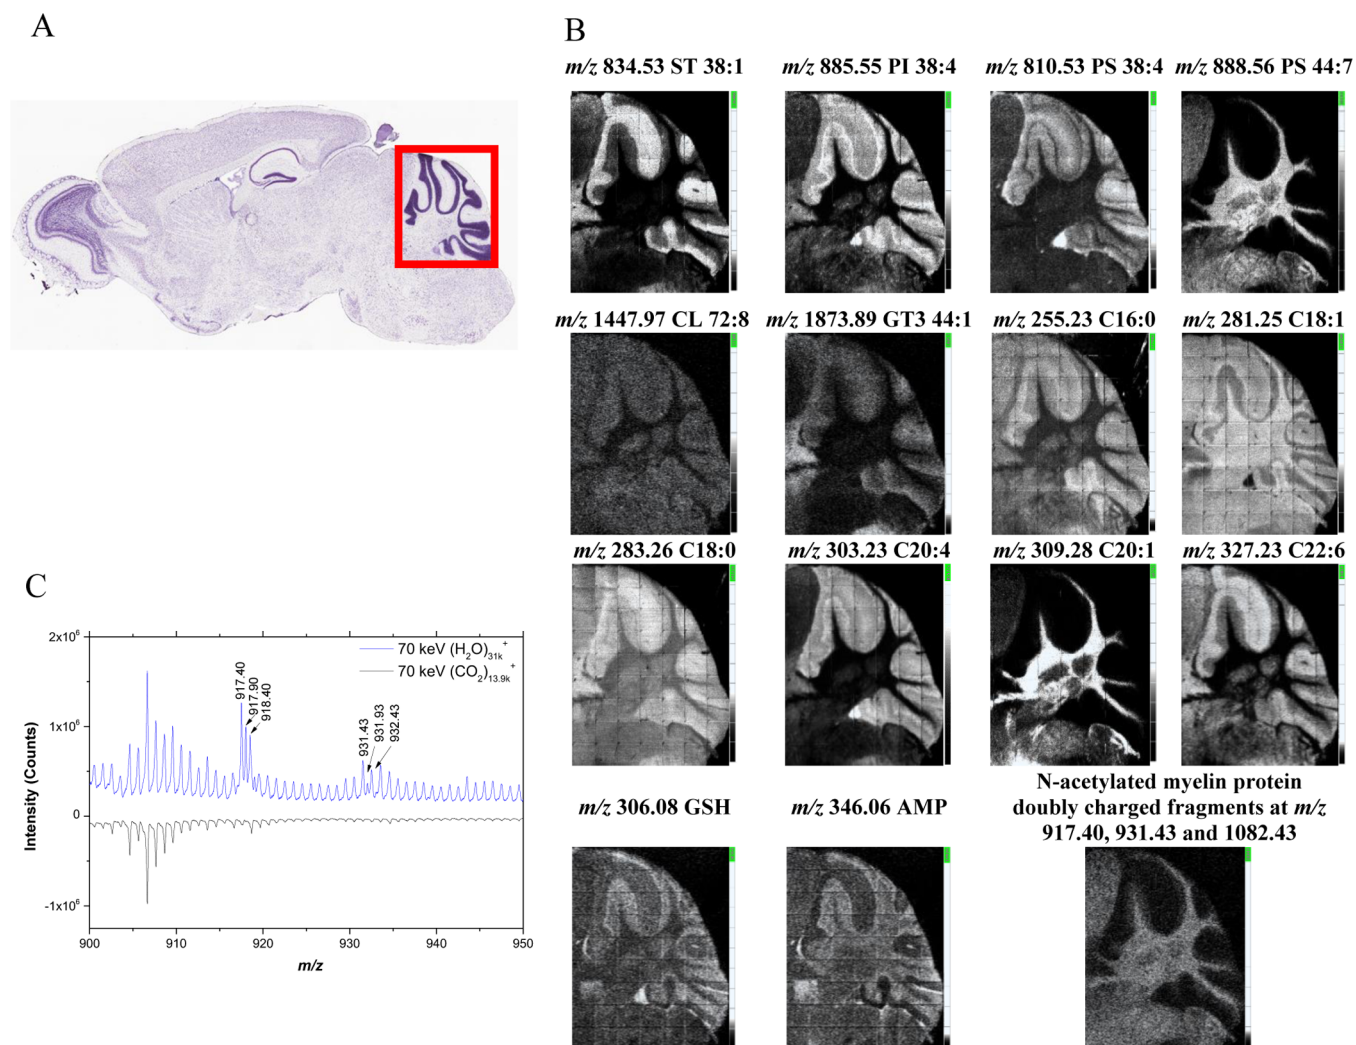 A
B
m/z 834.53 ST 38:1
m/z 885.55 PI 38:4
m/z 810.53 PS 38:4
m/z 888.56 PS 44:7
m/z 1447.97 CL 72:8
m/z 1873.89 GT3 44:1
m/z 255.23 C16:0
m/z 281.25 C18:1
m/z 283.26 C18:0
m/z 303.23 C20:4
m/z 309.28 C20:1
m/z 327.23 C22:6
m/z 306.08 GSH
m/z 346.06 AMP
N-acetylated myelin protein
doubly charged fragments at m/z
917.40, 931.43 and 1082.43
C
2x10⁶
1x10⁶
0
-1x10⁶
Intensity (Counts)
70 keV (H₂O)₃₁ₖ⁺
70 keV (CO₂)₁₃.₉ₖ⁺
917.40
917.90
918.40
931.43
931.93
932.43
900
910
920
930
940
950
m/z